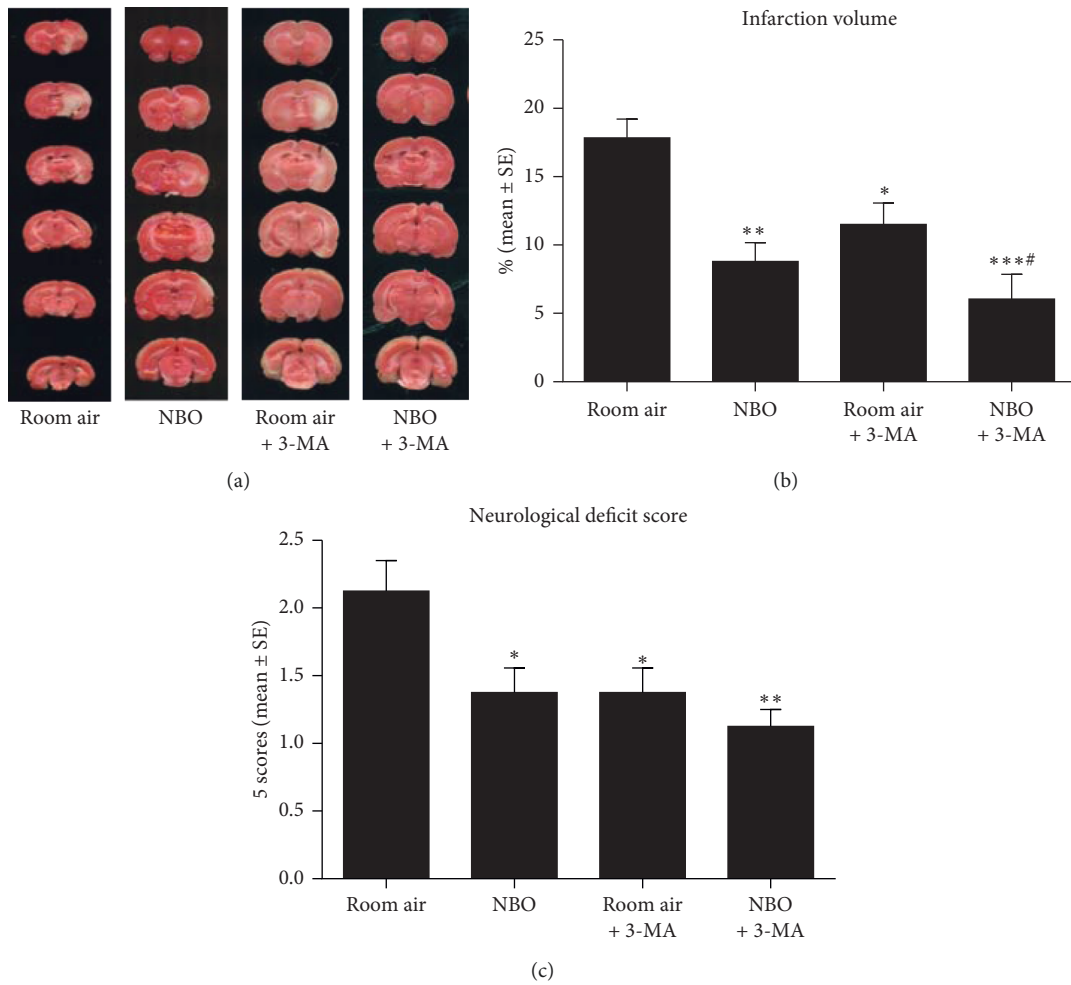 Room air
NBO
Room air
+ 3-MA
NBO
+ 3-MA
(a)
Infarction volume
% (mean ± SE)
25
20
15
10
5
0
**
*
***#
Room air
NBO
Room air
+ 3-MA
NBO
+ 3-MA
(b)
Neurological deficit score
5 scores (mean ± SE)
2.5
2.0
1.5
1.0
0.5
0.0
*
*
**
Room air
NBO
Room air
+ 3-MA
NBO
+ 3-MA
(c)